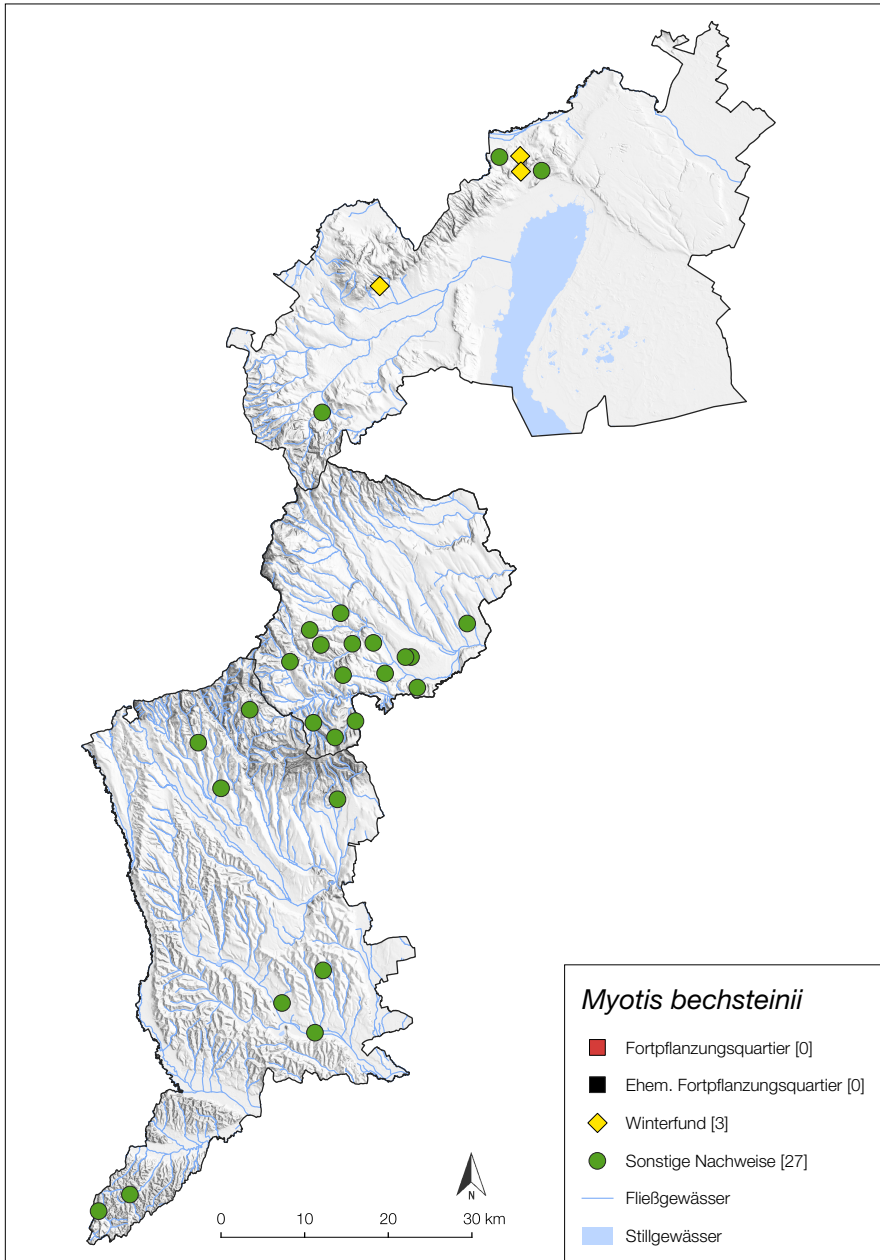 Myotis bechsteinii
Fortpflanzungsquartier [0]
Ehem. Fortpflanzungsquartier [0]
Winterfund [3]
Sonstige Nachweise [27]
Fließgewässer
Stillgewässer
N
0 10 20 30 km